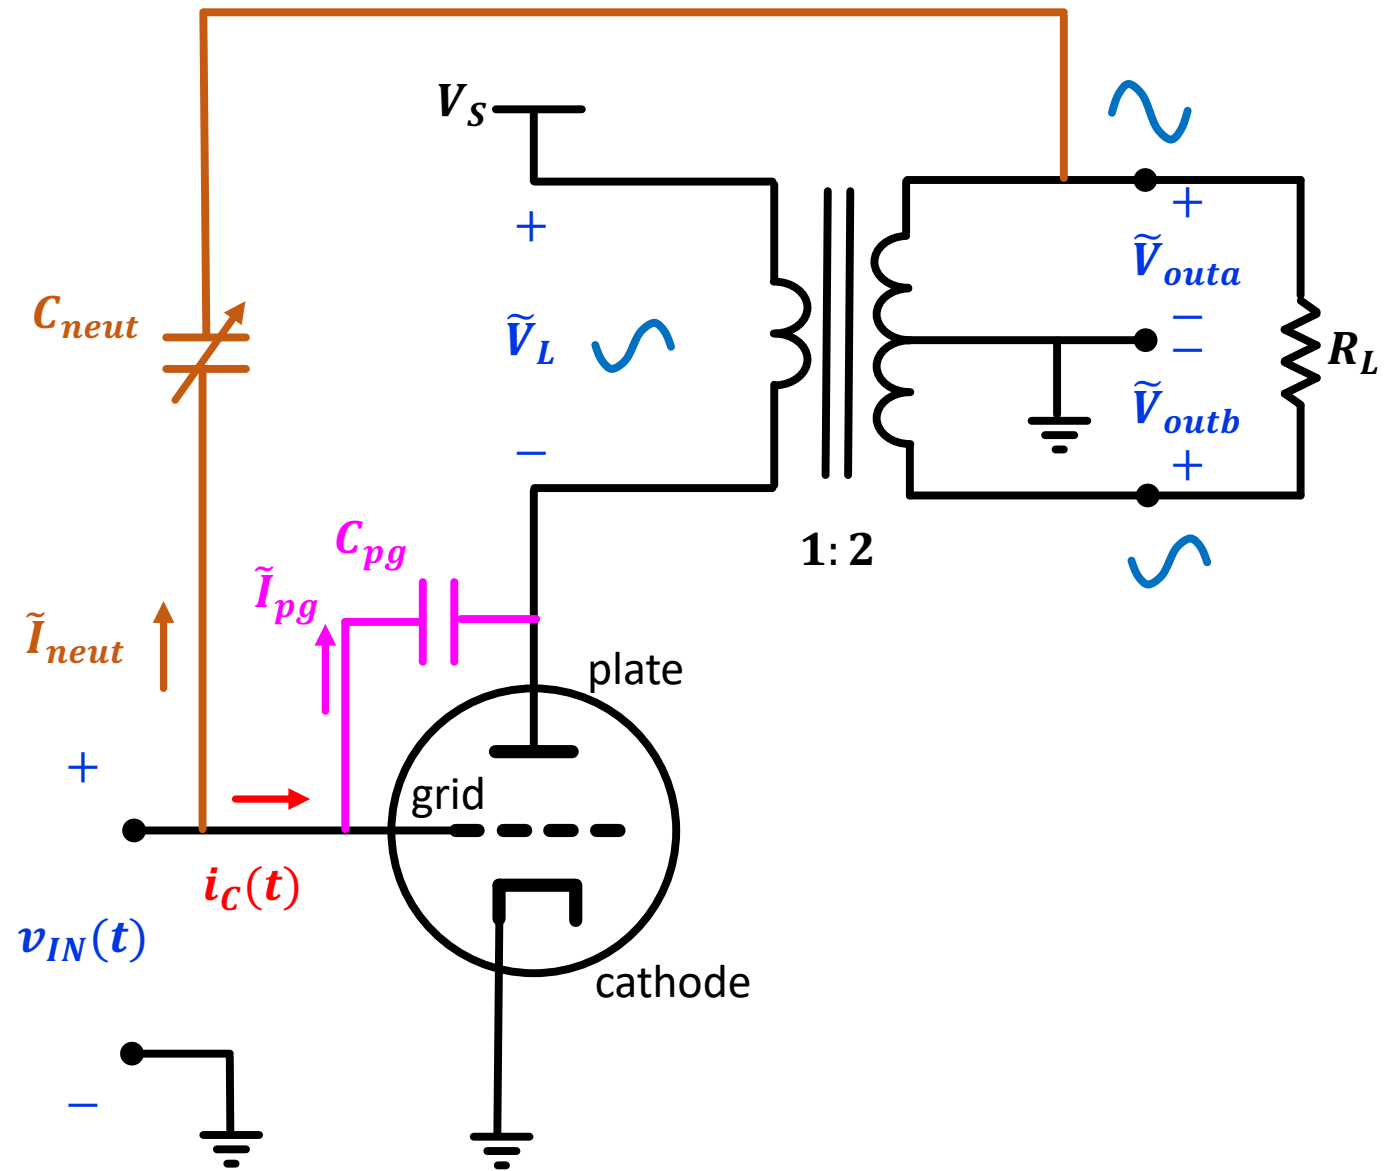 V_S
+
Ṽ_L
−
+
Ṽ_outa
−
−
Ṽ_outb
+
R_L
1:2
C_neut
C_pg
Ĩ_pg
Ĩ_neut
plate
grid
cathode
+
i_C(t)
v_IN(t)
−